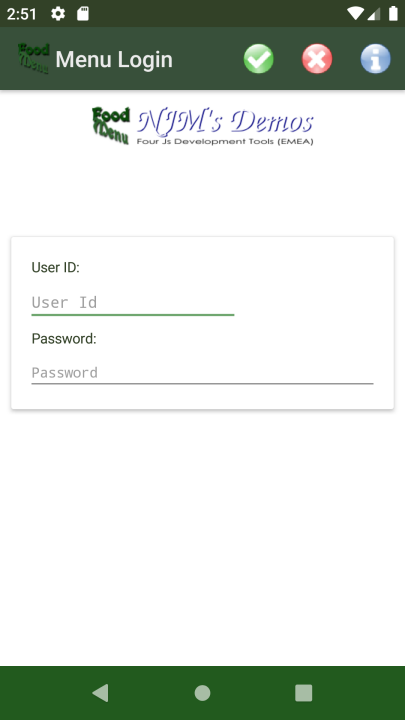 2:51
Food Menu
Menu Login
Food Menu
NJM's Demos
Four Js Development Tools (EMEA)
User ID:
User Id
Password:
Password